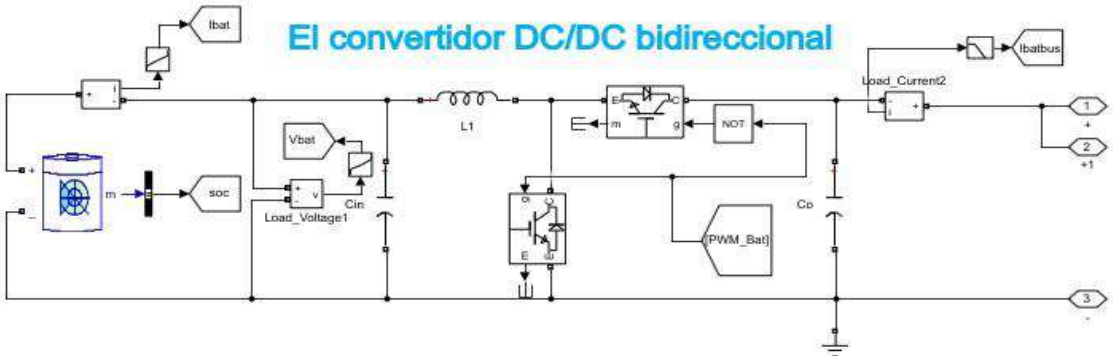 El convertidor DC/DC bidireccional
Ibat
Ibatbus
Load_Current2
i
+
-
-
i
+
1
+
2
+1
3
-
L1
E
C
m
g
NOT
Vbat
+
-
v
Load_Voltage1
Cin
+
_
m
soc
g
C
E
E
[PWM_Bat]
Co